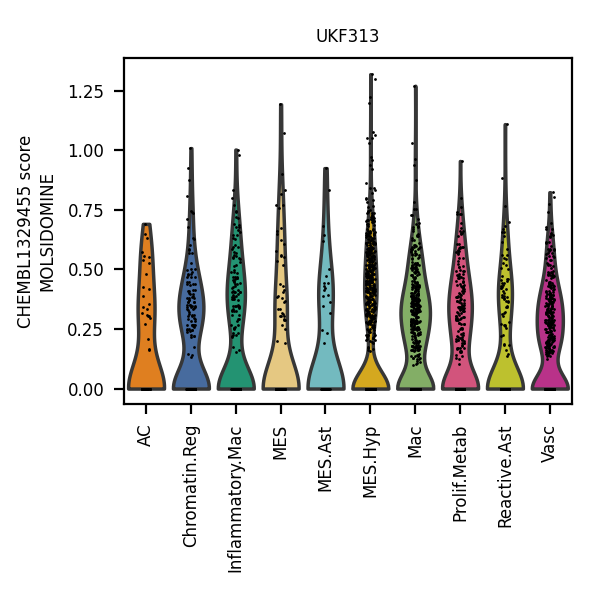 UKF313
CHEMBL1329455 score
MOLSIDOMINE
1.25
1.00
0.75
0.50
0.25
0.00
AC
Chromatin.Reg
Inflammatory.Mac
MES
MES.Ast
MES.Hyp
Mac
Prolif.Metab
Reactive.Ast
Vasc